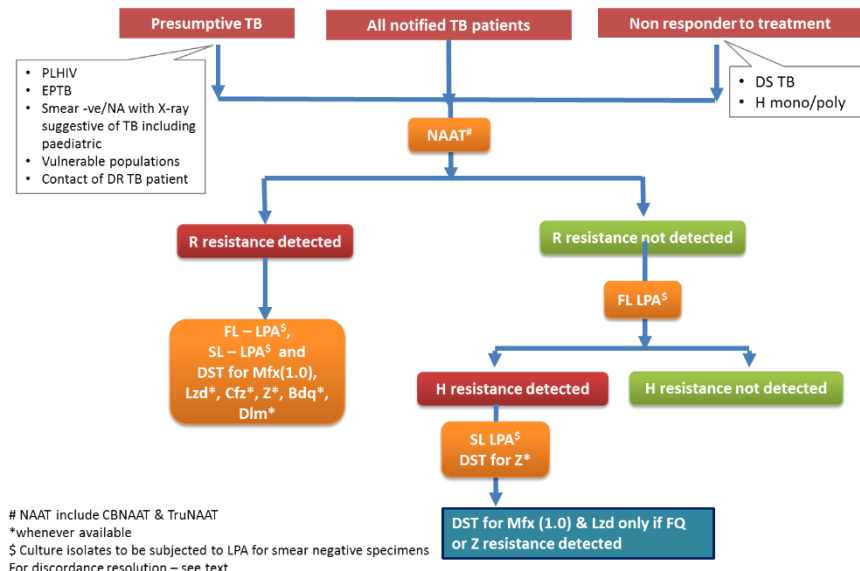 Presumptive TB
All notified TB patients
Non responder to treatment
• PLHIV
• EPTB
• Smear -ve/NA with X-ray
suggestive of TB including
paediatric
• Vulnerable populations
• Contact of DR TB patient
• DS TB
• H mono/poly
NAAT#
R resistance detected
R resistance not detected
FL – LPA$,
SL – LPA$ and
DST for Mfx(1.0),
Lzd*, Cfz*, Z*, Bdq*,
Dlm*
FL LPA$
H resistance detected
H resistance not detected
SL LPA$
DST for Z*
DST for Mfx (1.0) & Lzd only if FQ
or Z resistance detected
# NAAT include CBNAAT & TruNAAT
*whenever available
$ Culture isolates to be subjected to LPA for smear negative specimens
For discordance resolution – see text